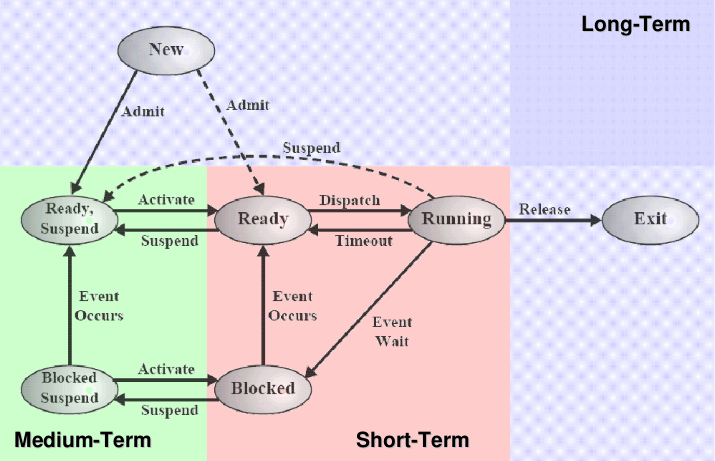 Long-Term
New
Admit
Admit
Suspend
Ready,
Suspend
Activate
Suspend
Ready
Dispatch
Timeout
Running
Release
Exit
Event
Occurs
Event
Occurs
Event
Wait
Blocked
Suspend
Activate
Suspend
Blocked
Medium-Term
Short-Term